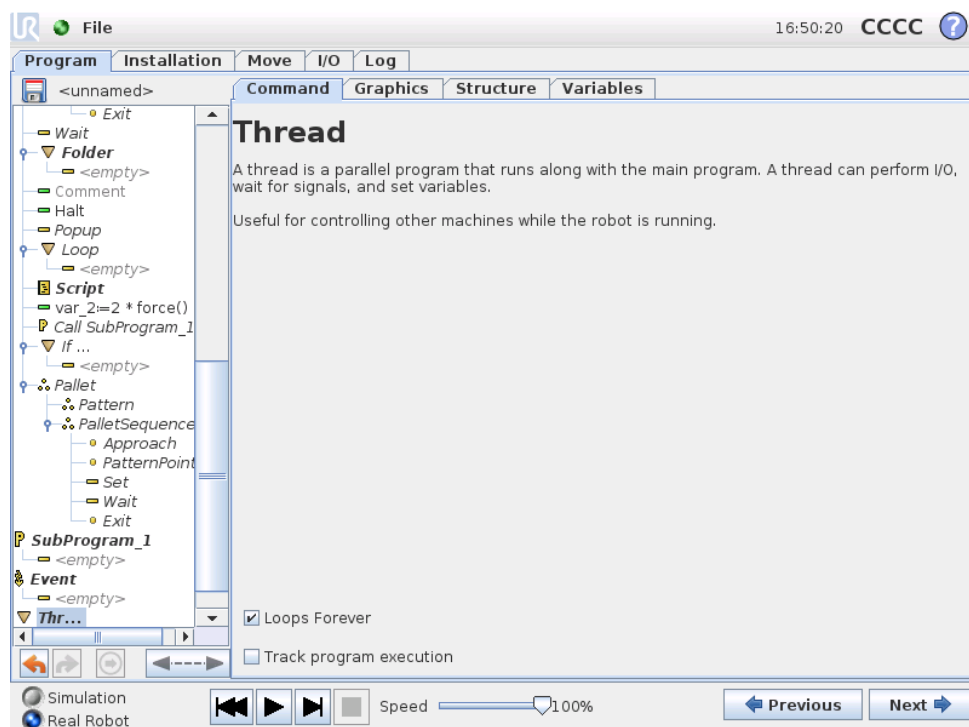 UR File 16:50:20 CCCC ?
Program Installation Move I/O Log
<unnamed>
Command Graphics Structure Variables
Exit
Wait
Folder
<empty>
Comment
Halt
Popup
Loop
<empty>
Script
var_2:=2 * force()
P Call SubProgram_1
If ...
<empty>
Pallet
Pattern
PalletSequence
Approach
PatternPoint
Set
Wait
Exit
P SubProgram_1
<empty>
Event
<empty>
Thr...
Thread
A thread is a parallel program that runs along with the main program. A thread can perform I/O,
wait for signals, and set variables.
Useful for controlling other machines while the robot is running.
Loops Forever
Track program execution
Simulation
Real Robot
Speed 100%
Previous
Next